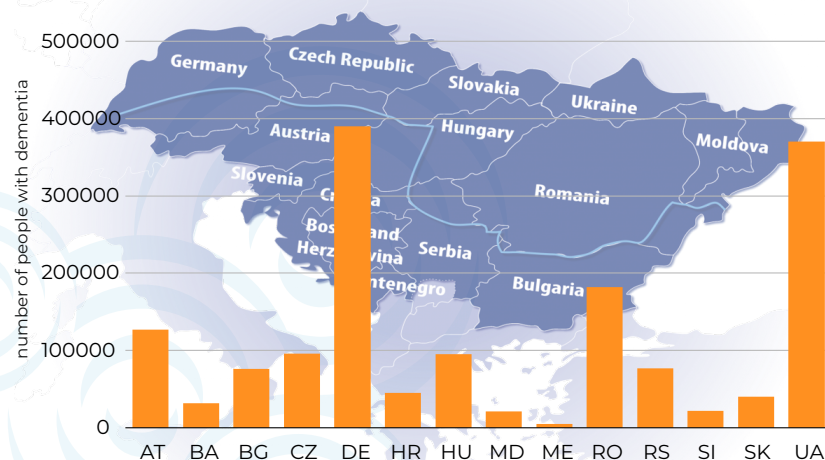 number of people with dementia
500000
400000
300000
200000
100000
0
Germany
Czech Republic
Slovakia
Ukraine
Austria
Hungary
Moldova
Slovenia
Romania
Serbia
Bulgaria
AT BA BG CZ DE HR HU MD ME RO RS SI SK UA